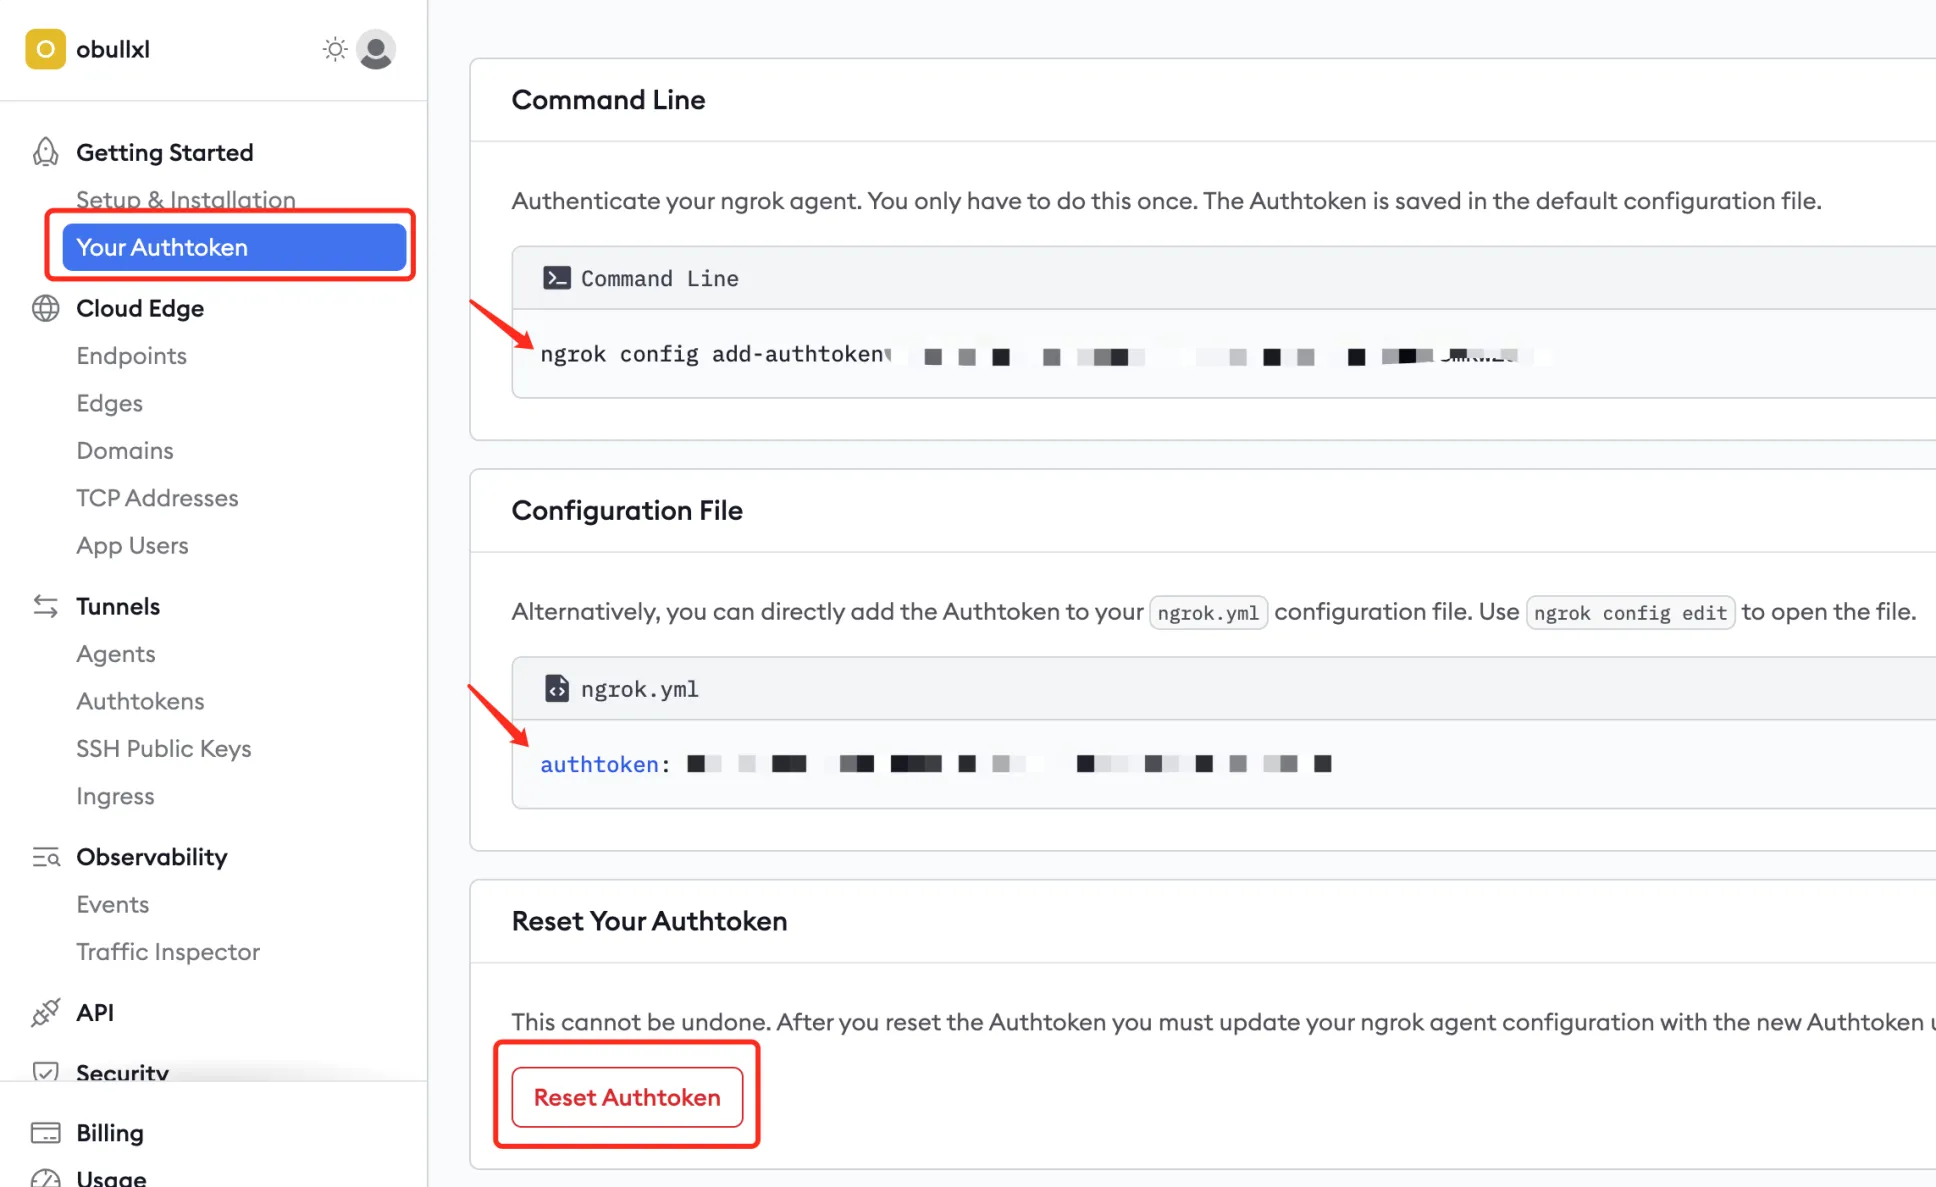 O obullxl
Getting Started
Setup & Installation
Your Authtoken
Cloud Edge
Endpoints
Edges
Domains
TCP Addresses
App Users
Tunnels
Agents
Authtokens
SSH Public Keys
Ingress
Observability
Events
Traffic Inspector
API
Security
Billing
Usage
Command Line
Authenticate your ngrok agent. You only have to do this once. The Authtoken is saved in the default configuration file.
Command Line
ngrok config add-authtoken
Configuration File
Alternatively, you can directly add the Authtoken to your ngrok.yml configuration file. Use ngrok config edit to open the file.
ngrok.yml
authtoken:
Reset Your Authtoken
This cannot be undone. After you reset the Authtoken you must update your ngrok agent configuration with the new Authtoken
Reset Authtoken